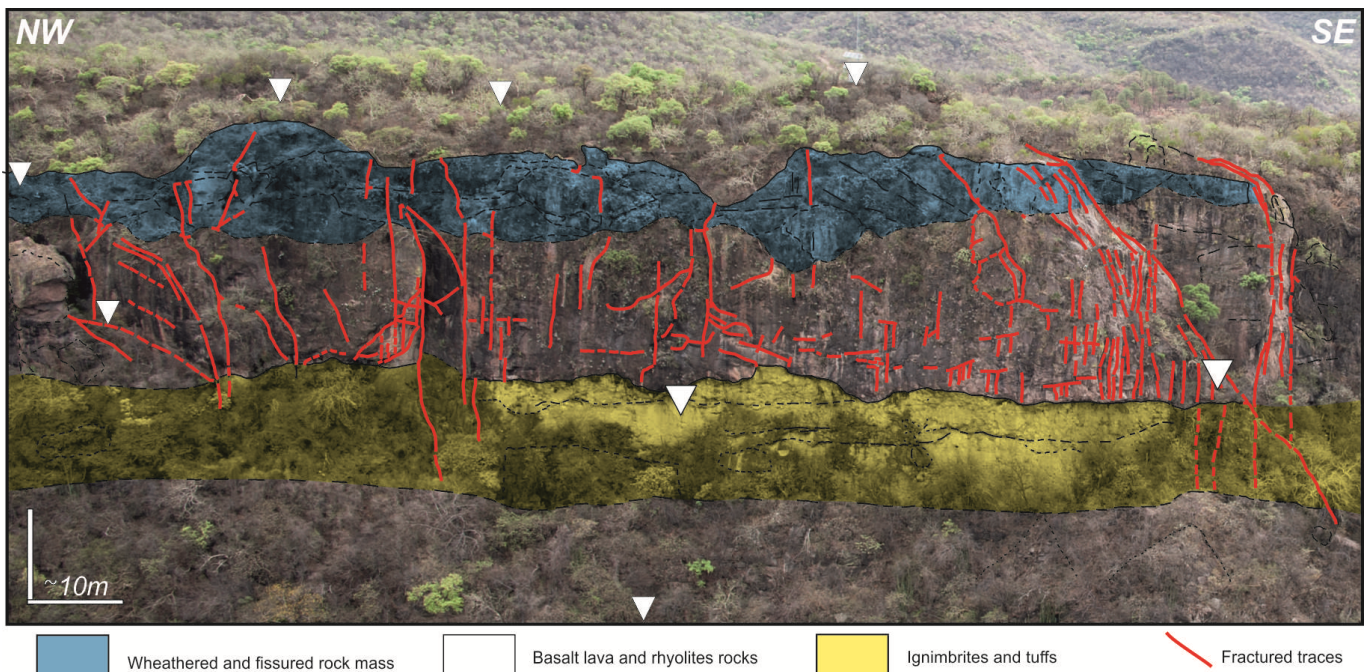 NW
SE
~10m
Wheathered and fissured rock mass
Basalt lava and rhyolites rocks
Ignimbrites and tuffs
Fractured traces